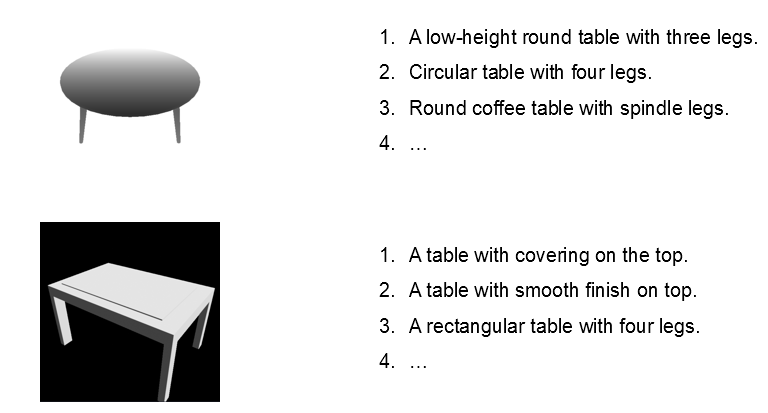 1. A low-height round table with three legs.
2. Circular table with four legs.
3. Round coffee table with spindle legs.
4. …
1. A table with covering on the top.
2. A table with smooth finish on top.
3. A rectangular table with four legs.
4. …